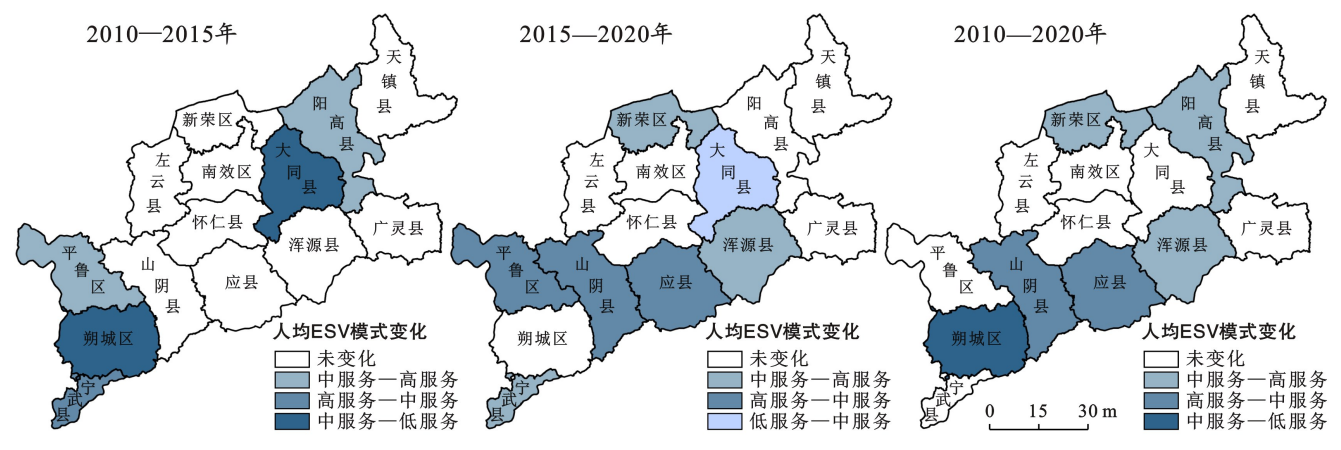 2010—2015年
天镇县
阳高县
新荣区
大同县
左云县
南效区
怀仁县
广灵县
浑源县
平鲁区
山阴县
应县
朔城区
宁武县
人均ESV模式变化
未变化
中服务—高服务
高服务—中服务
中服务—低服务
2015—2020年
天镇县
阳高县
新荣区
大同县
左云县
南效区
怀仁县
广灵县
浑源县
平鲁区
山阴县
应县
朔城区
宁武县
人均ESV模式变化
未变化
中服务—高服务
高服务—中服务
低服务—中服务
2010—2020年
天镇县
阳高县
新荣区
大同县
左云县
南效区
怀仁县
广灵县
浑源县
平鲁区
山阴县
应县
朔城区
宁武县
0 15 30 m
人均ESV模式变化
未变化
中服务—高服务
高服务—中服务
中服务—低服务